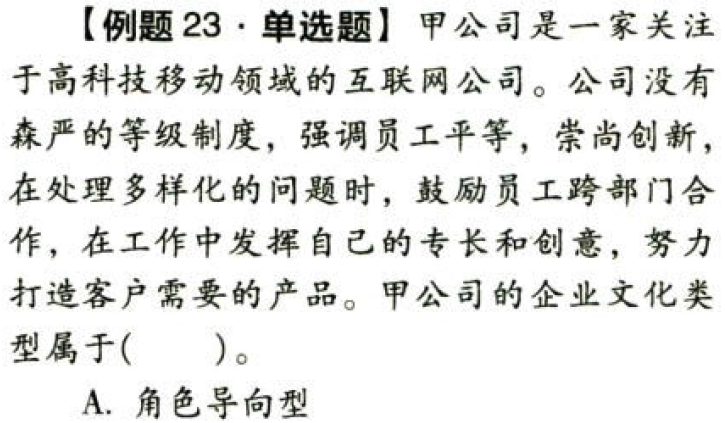 【例题 23 · 单选题】 甲公司是一家关注
于高科技移动领域的互联网公司。公司没有
森严的等级制度，强调员工平等，崇尚创新，
在处理多样化的问题时，鼓励员工跨部门合
作，在工作中发挥自己的专长和创意，努力
打造客户需要的产品。甲公司的企业文化类
型属于(　　)。
A. 角色导向型